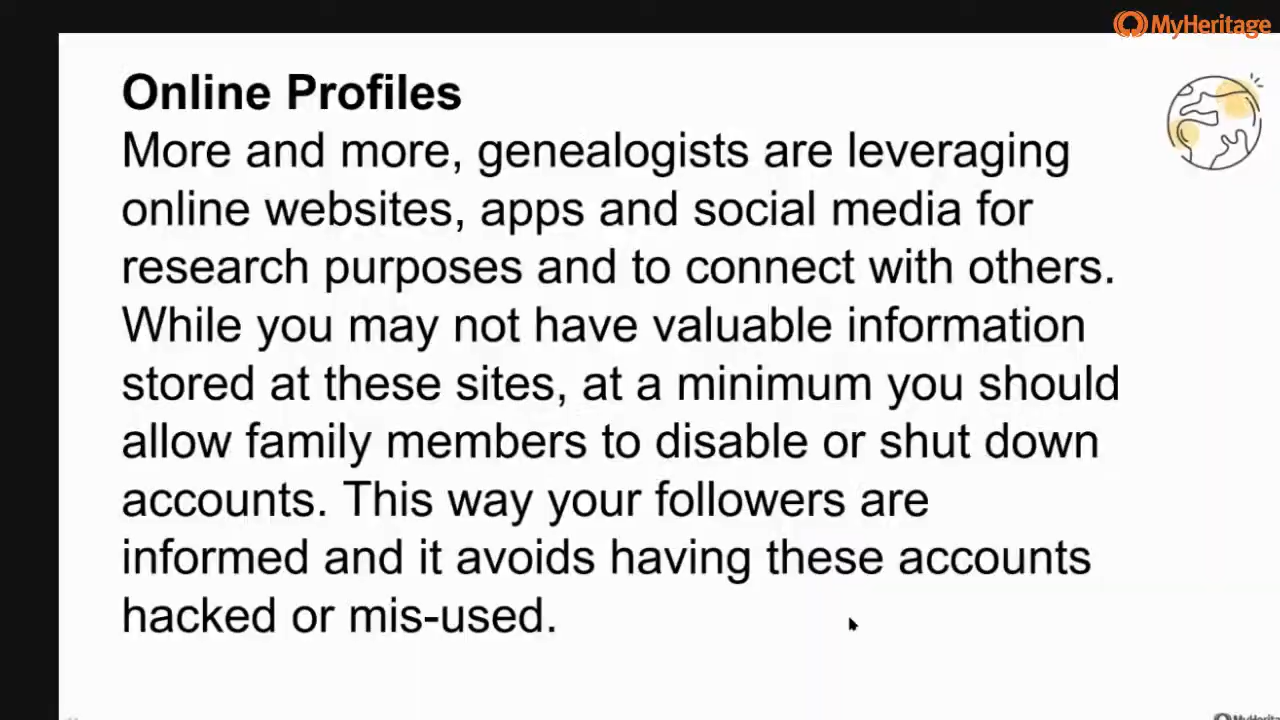 MyHeritage
Online Profiles
More and more, genealogists are leveraging
online websites, apps and social media for
research purposes and to connect with others.
While you may not have valuable information
stored at these sites, at a minimum you should
allow family members to disable or shut down
accounts. This way your followers are
informed and it avoids having these accounts
hacked or mis-used.